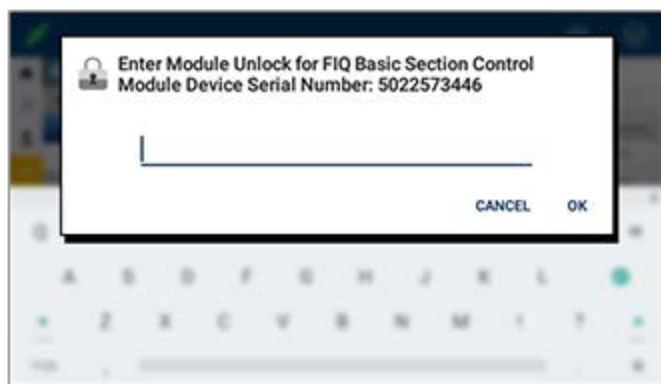 Enter Module Unlock for FIQ Basic Section Control
Module Device Serial Number: 5022573446
CANCEL OK
Q
A S D F G H J K L
Z X C V B N M ! ?